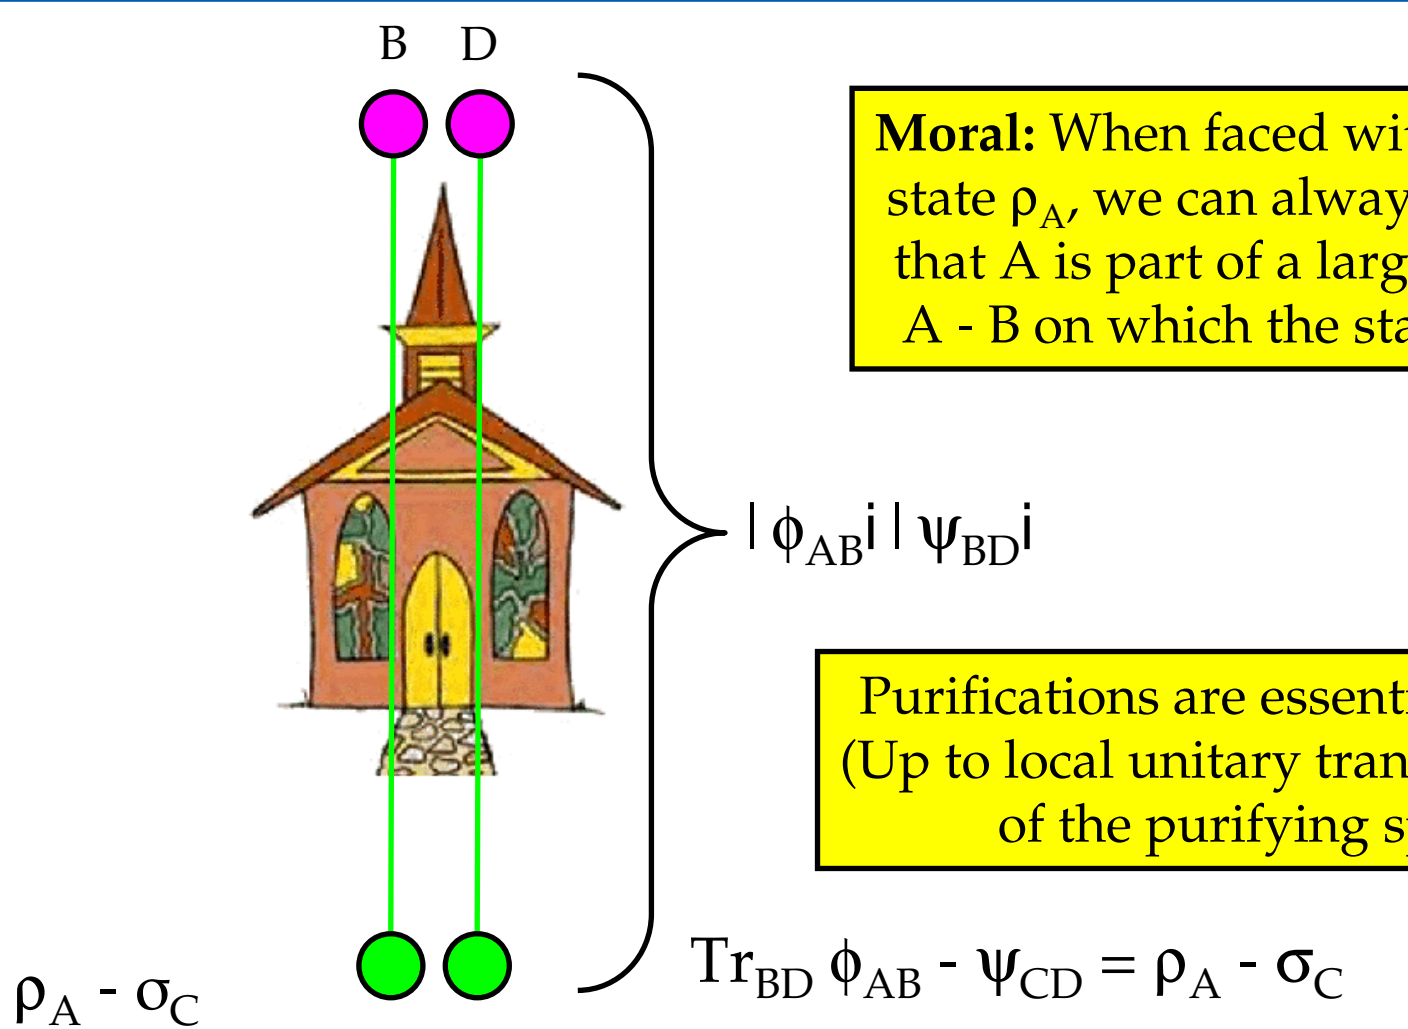 B D
Moral: When faced wi
state ρA, we can alway
that A is part of a larg
A - B on which the sta
| ϕABi | ψBDi
Purifications are essent
(Up to local unitary tran
of the purifying s
TrBD ϕAB - ψCD = ρA - σC
ρA - σC